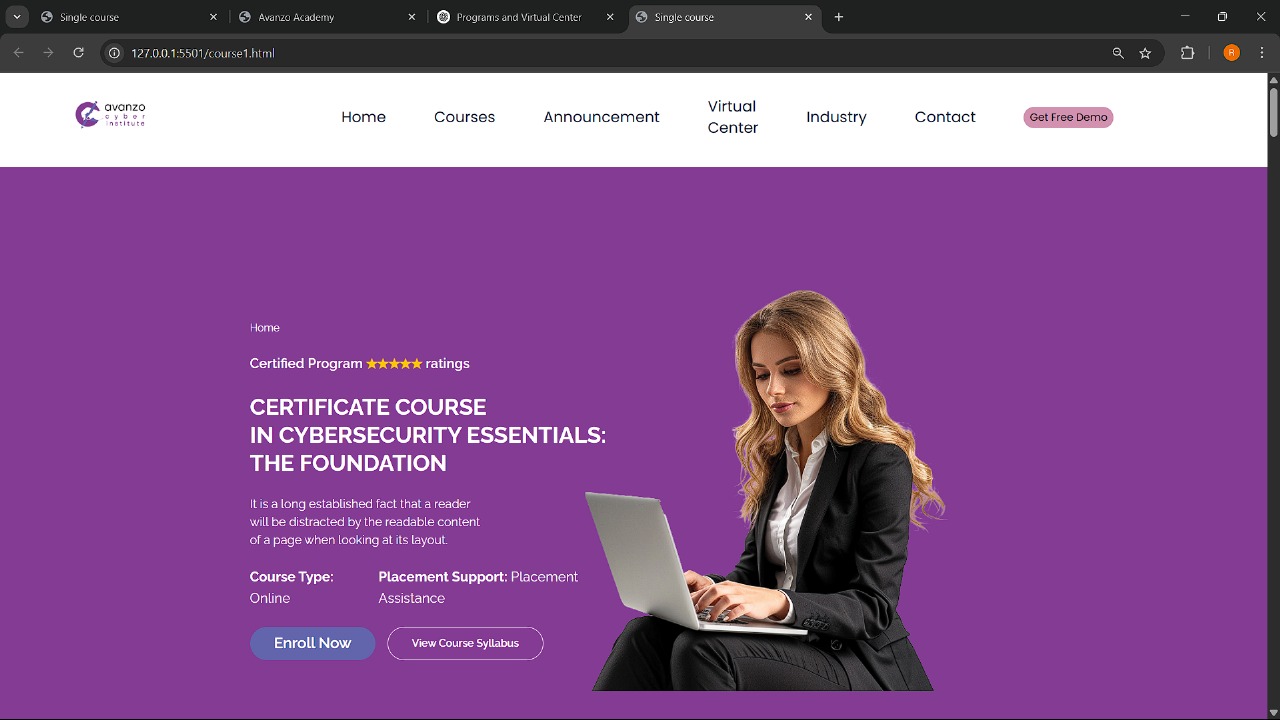 Single course
Avanzo Academy
Programs and Virtual Center
Single course
127.0.0.1:5501/course1.html
R
avanzo
cyber
institute
Home
Courses
Announcement
Virtual
Center
Industry
Contact
Get Free Demo
Home
Certified Program ★★★★★ ratings
CERTIFICATE COURSE
IN CYBERSECURITY ESSENTIALS:
THE FOUNDATION
It is a long established fact that a reader
will be distracted by the readable content
of a page when looking at its layout.
Course Type:
Online
Placement Support: Placement
Assistance
Enroll Now
View Course Syllabus